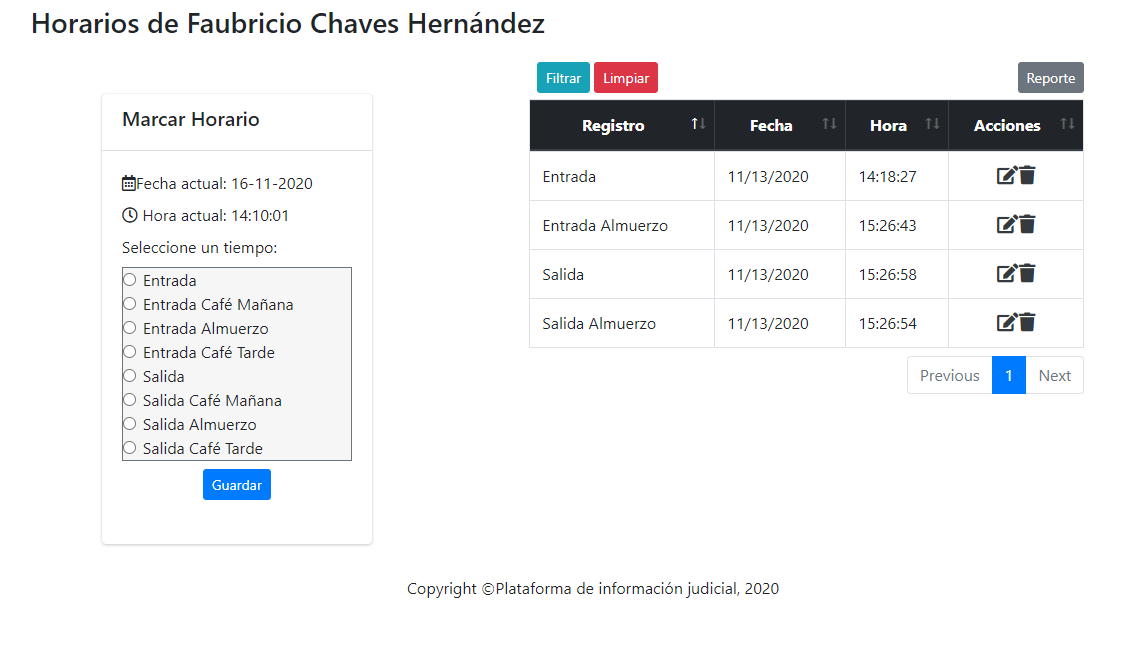 Horarios de Faubricio Chaves Hernández
Marcar Horario
Fecha actual: 16-11-2020
Hora actual: 14:10:01
Seleccione un tiempo:
Entrada
Entrada Café Mañana
Entrada Almuerzo
Entrada Café Tarde
Salida
Salida Café Mañana
Salida Almuerzo
Salida Café Tarde
Guardar
Filtrar Limpiar Reporte
Registro Fecha Hora Acciones
Entrada 11/13/2020 14:18:27
Entrada Almuerzo 11/13/2020 15:26:43
Salida 11/13/2020 15:26:58
Salida Almuerzo 11/13/2020 15:26:54
Previous 1 Next
Copyright ©Plataforma de información judicial, 2020